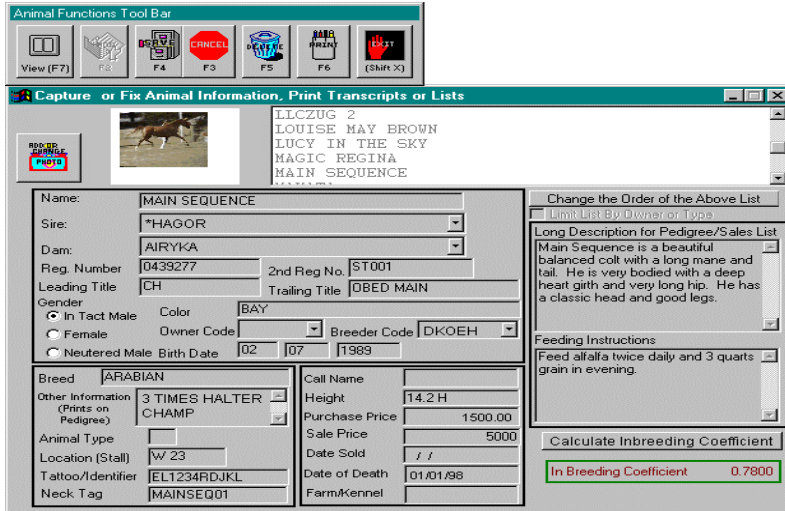 Animal Functions Tool Bar
View (F7)
F2
SAVE
F4
CANCEL
F3
F5
PRINT
F6
EXIT
(Shift X)
Capture or Fix Animal Information, Print Transcripts or Lists
ADD OR
CHANGE
PHOTO
LLCZUG 2
LOUISE MAY BROWN
LUCY IN THE SKY
MAGIC REGINA
MAIN SEQUENCE
Name: MAIN SEQUENCE
Sire: *HAGOR
Dam: AIRYKA
Reg. Number 0439277 2nd Reg No. ST001
Leading Title CH Trailing Title OBED MAIN
Gender
In Tact Male Color BAY
Female Owner Code Breeder Code DKOEH
Neutered Male Birth Date 02 07 1989
Change the Order of the Above List
Limit List By Owner or Type
Long Description for Pedigree/Sales List
Main Sequence is a beautiful
balanced colt with a long mane and
tail. He is very bodied with a deep
heart girth and very long hip. He has
a classic head and good legs.
Feeding Instructions
Feed alfalfa twice daily and 3 quarts
grain in evening.
Breed ARABIAN
Other Information
(Prints on
Pedigree)
3 TIMES HALTER
CHAMP
Animal Type
Location (Stall) W 23
Tattoo/Identifier EL1234RDJKL
Neck Tag MAINSEQ01
Call Name
Height 14.2 H
Purchase Price 1500.00
Sale Price 5000
Date Sold / /
Date of Death 01/01/98
Farm/Kennel
Calculate Inbreeding Coefficient
In Breeding Coefficient 0.7800